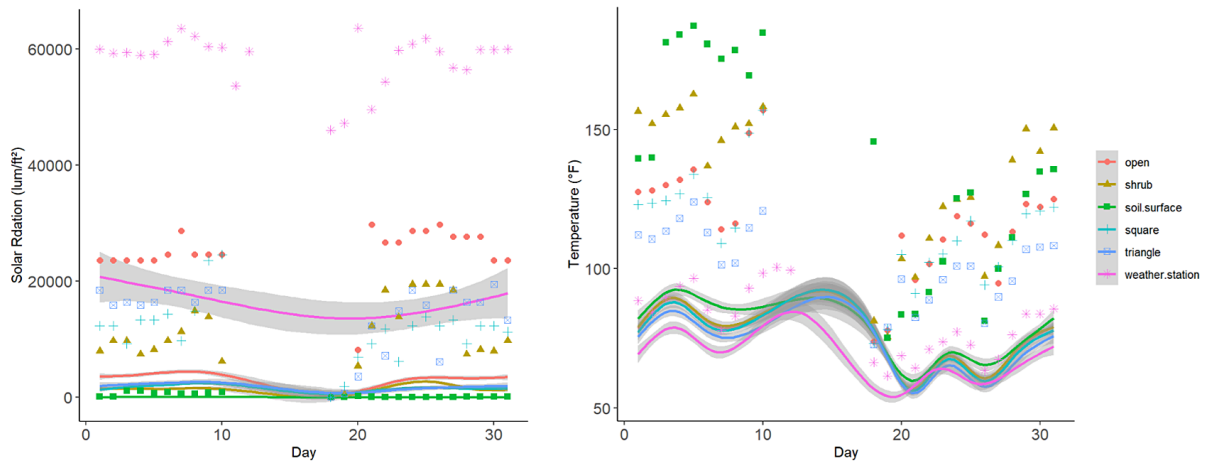 60000
40000
20000
0
Solar Rdation (lum/ft²)
0
10
20
30
Day
150
100
50
Temperature (°F)
0
10
20
30
Day
open
shrub
soil.surface
square
triangle
weather.station